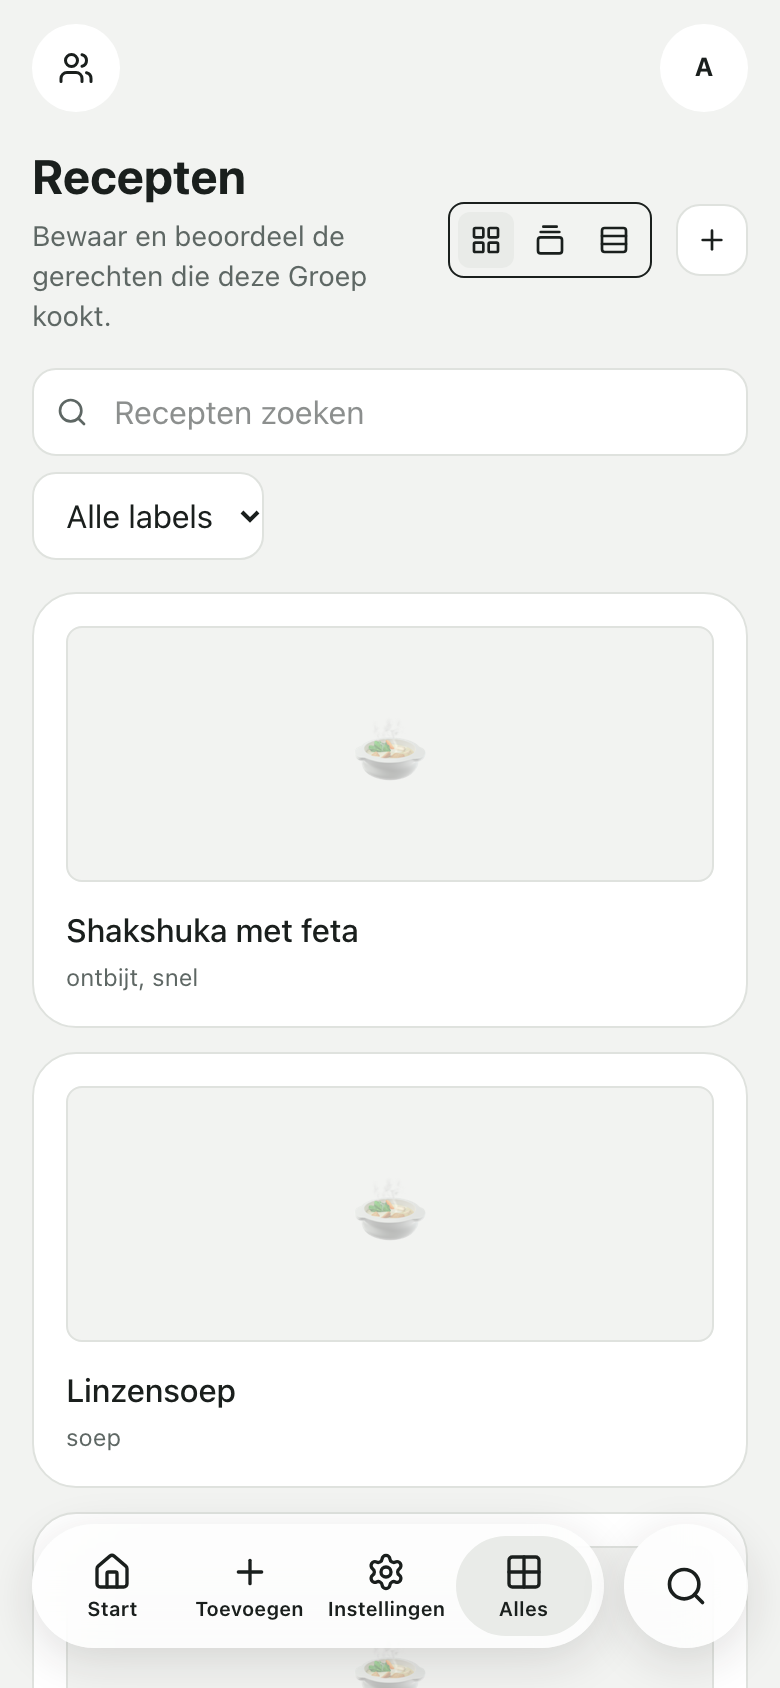 A
Recepten
Bewaar en beoordeel de
gerechten die deze Groep
kookt.
Recepten zoeken
Alle labels
Shakshuka met feta
ontbijt, snel
Linzensoep
soep
Start
Toevoegen
Instellingen
Alles